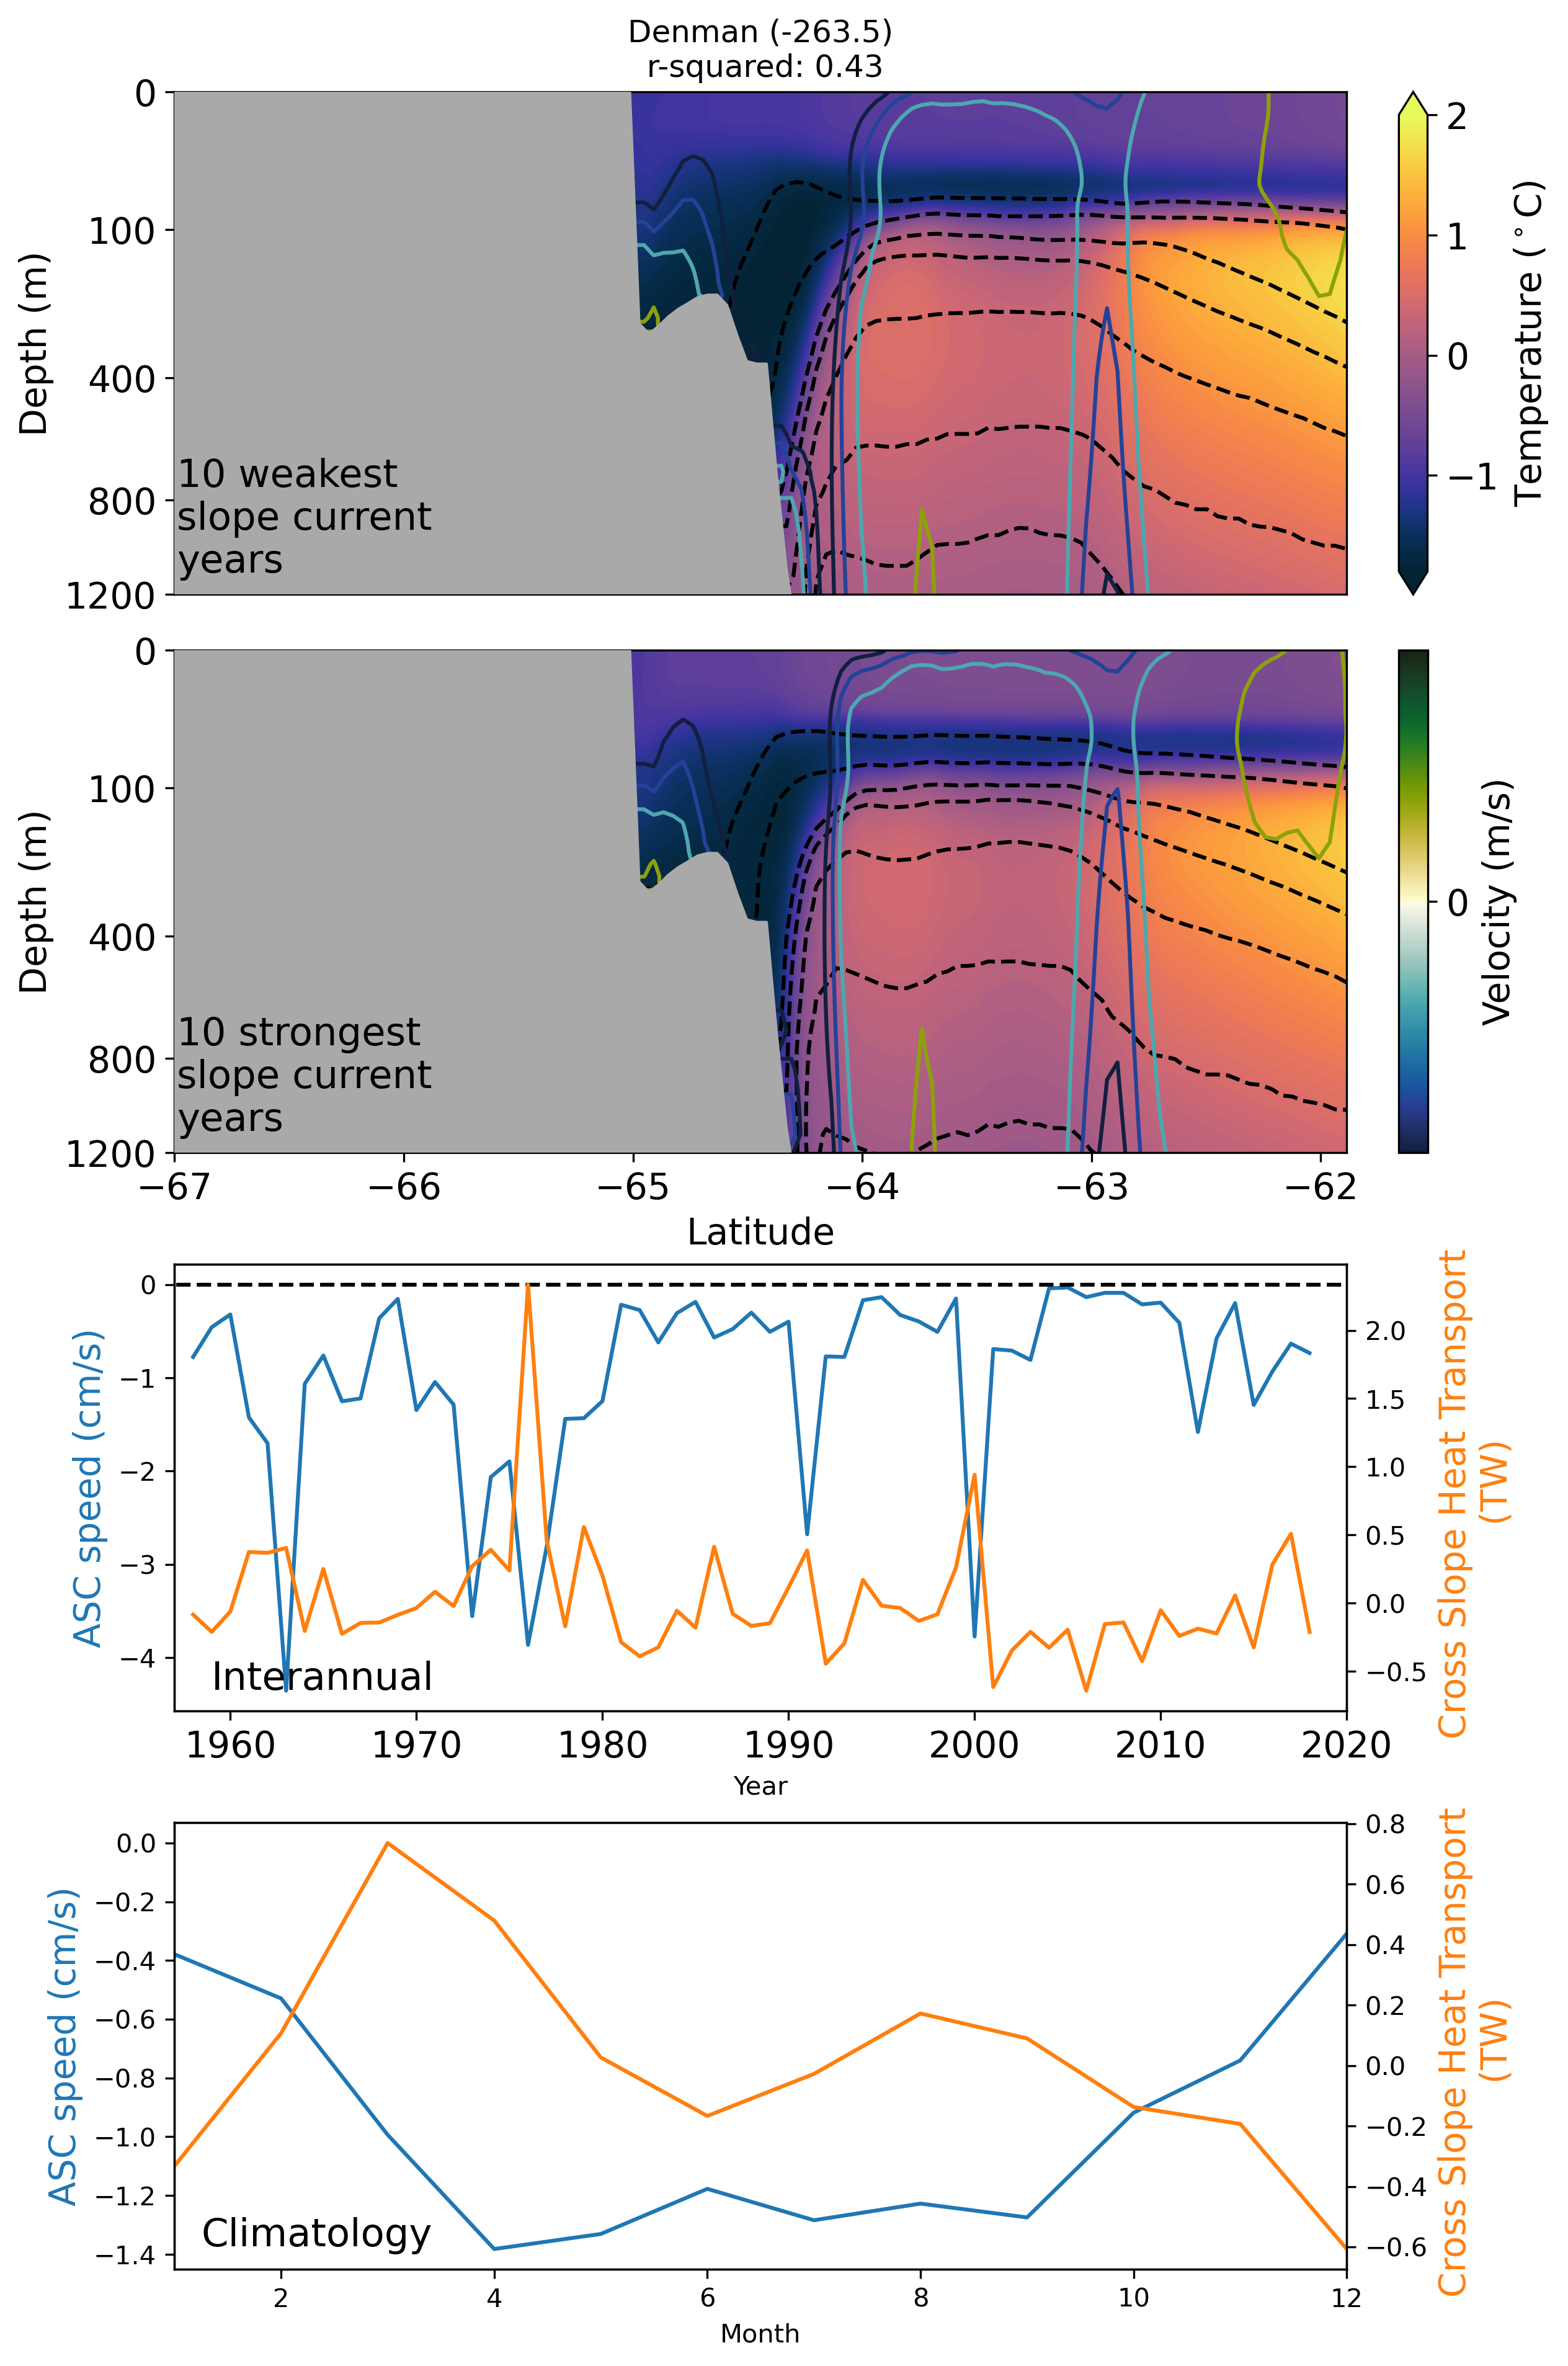 Denman (-263.5)
r-squared: 0.43
0
100
400
800
1200
Depth (m)
10 weakest
slope current
years
2
1
0
−1
Temperature (°C)
0
100
400
800
1200
Depth (m)
10 strongest
slope current
years
0
Velocity (m/s)
−67
−66
−65
−64
−63
−62
Latitude
0
−1
−2
−3
−4
ASC speed (cm/s)
Interannual
2.0
1.5
1.0
0.5
0.0
−0.5
Cross Slope Heat Transport
(TW)
1960
1970
1980
1990
2000
2010
2020
Year
0.0
−0.2
−0.4
−0.6
−0.8
−1.0
−1.2
−1.4
ASC speed (cm/s)
Climatology
0.8
0.6
0.4
0.2
0.0
−0.2
−0.4
−0.6
Cross Slope Heat Transport
(TW)
2
4
6
8
10
12
Month